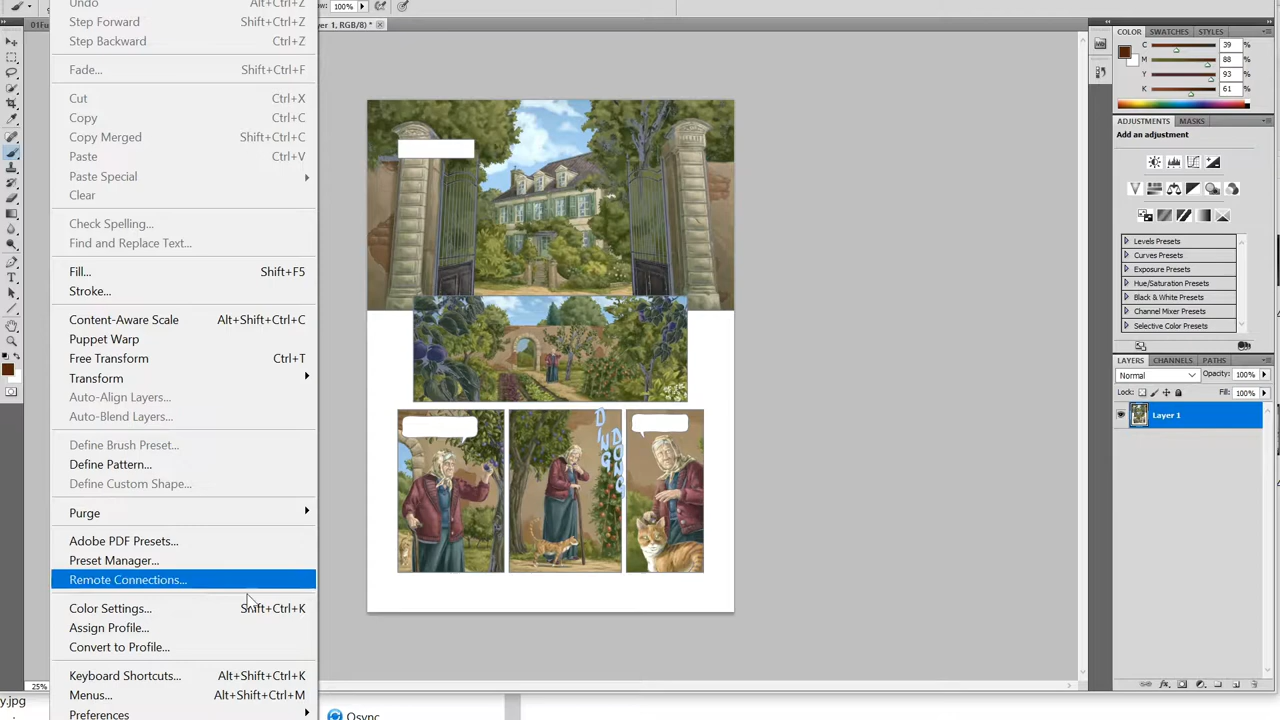 Undo Alt+Ctrl+Z
100%
Step Forward Shift+Ctrl+Z
01Fu
yer 1, RGB/8) *
Step Backward Ctrl+Z
Fade... Shift+Ctrl+F
Cut Ctrl+X
Copy Ctrl+C
Copy Merged Shift+Ctrl+C
Paste Ctrl+V
Paste Special
Clear
Check Spelling...
Find and Replace Text...
Fill... Shift+F5
Stroke...
Content-Aware Scale Alt+Shift+Ctrl+C
Puppet Warp
Free Transform Ctrl+T
Transform
Auto-Align Layers...
Auto-Blend Layers...
Define Brush Preset...
Define Pattern...
Define Custom Shape...
Purge
Adobe PDF Presets...
Preset Manager...
Remote Connections...
Color Settings... Shift+Ctrl+K
Assign Profile...
Convert to Profile...
Keyboard Shortcuts... Alt+Shift+Ctrl+K
Menus... Alt+Shift+Ctrl+M
Preferences
25%
y.jpg
Qsync
DING
DONG
COLOR SWATCHES STYLES
C 39 %
M 88 %
Y 93 %
K 61 %
ADJUSTMENTS MASKS
Add an adjustment
Levels Presets
Curves Presets
Exposure Presets
Hue/Saturation Presets
Black & White Presets
Channel Mixer Presets
Selective Color Presets
LAYERS CHANNELS PATHS
Normal Opacity: 100%
Lock: Fill: 100%
Layer 1
fx